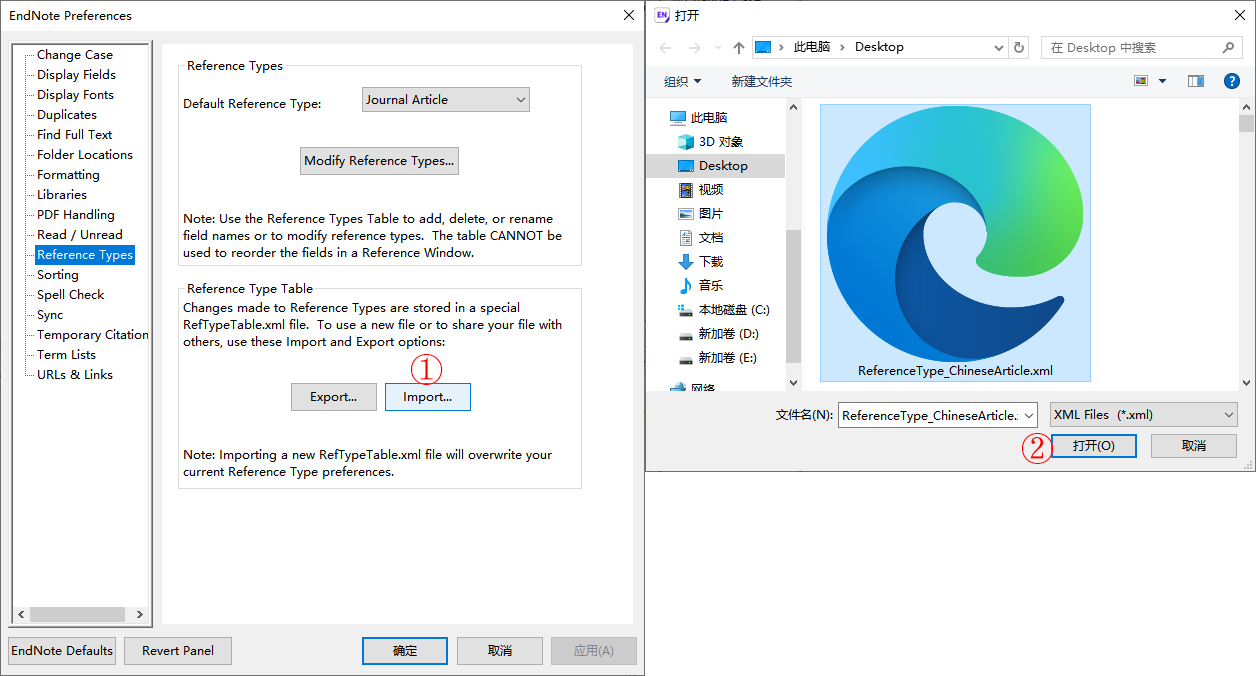 EndNote Preferences
Change Case
Display Fields
Display Fonts
Duplicates
Find Full Text
Folder Locations
Formatting
Libraries
PDF Handling
Read / Unread
Reference Types
Sorting
Spell Check
Sync
Temporary Citation
Term Lists
URLs & Links
Reference Types
Default Reference Type:
Journal Article
Modify Reference Types...
Note: Use the Reference Types Table to add, delete, or rename
field names or to modify reference types.  The table CANNOT be
used to reorder the fields in a Reference Window.
Reference Type Table
Changes made to Reference Types are stored in a special
RefTypeTable.xml file.  To use a new file or to share your file with
others, use these Import and Export options:
①
Export...
Import...
Note: Importing a new RefTypeTable.xml file will overwrite your
current Reference Type preferences.
EndNote Defaults
Revert Panel
确定
取消
应用(A)
EN
打开
此电脑 › Desktop
在 Desktop 中搜索
组织
新建文件夹
此电脑
3D 对象
Desktop
视频
图片
文档
下载
音乐
本地磁盘 (C:)
新加卷 (D:)
新加卷 (E:)
网络
ReferenceType_ChineseArticle.xml
文件名(N):
ReferenceType_ChineseArticle.
XML Files  (*.xml)
②
打开(O)
取消